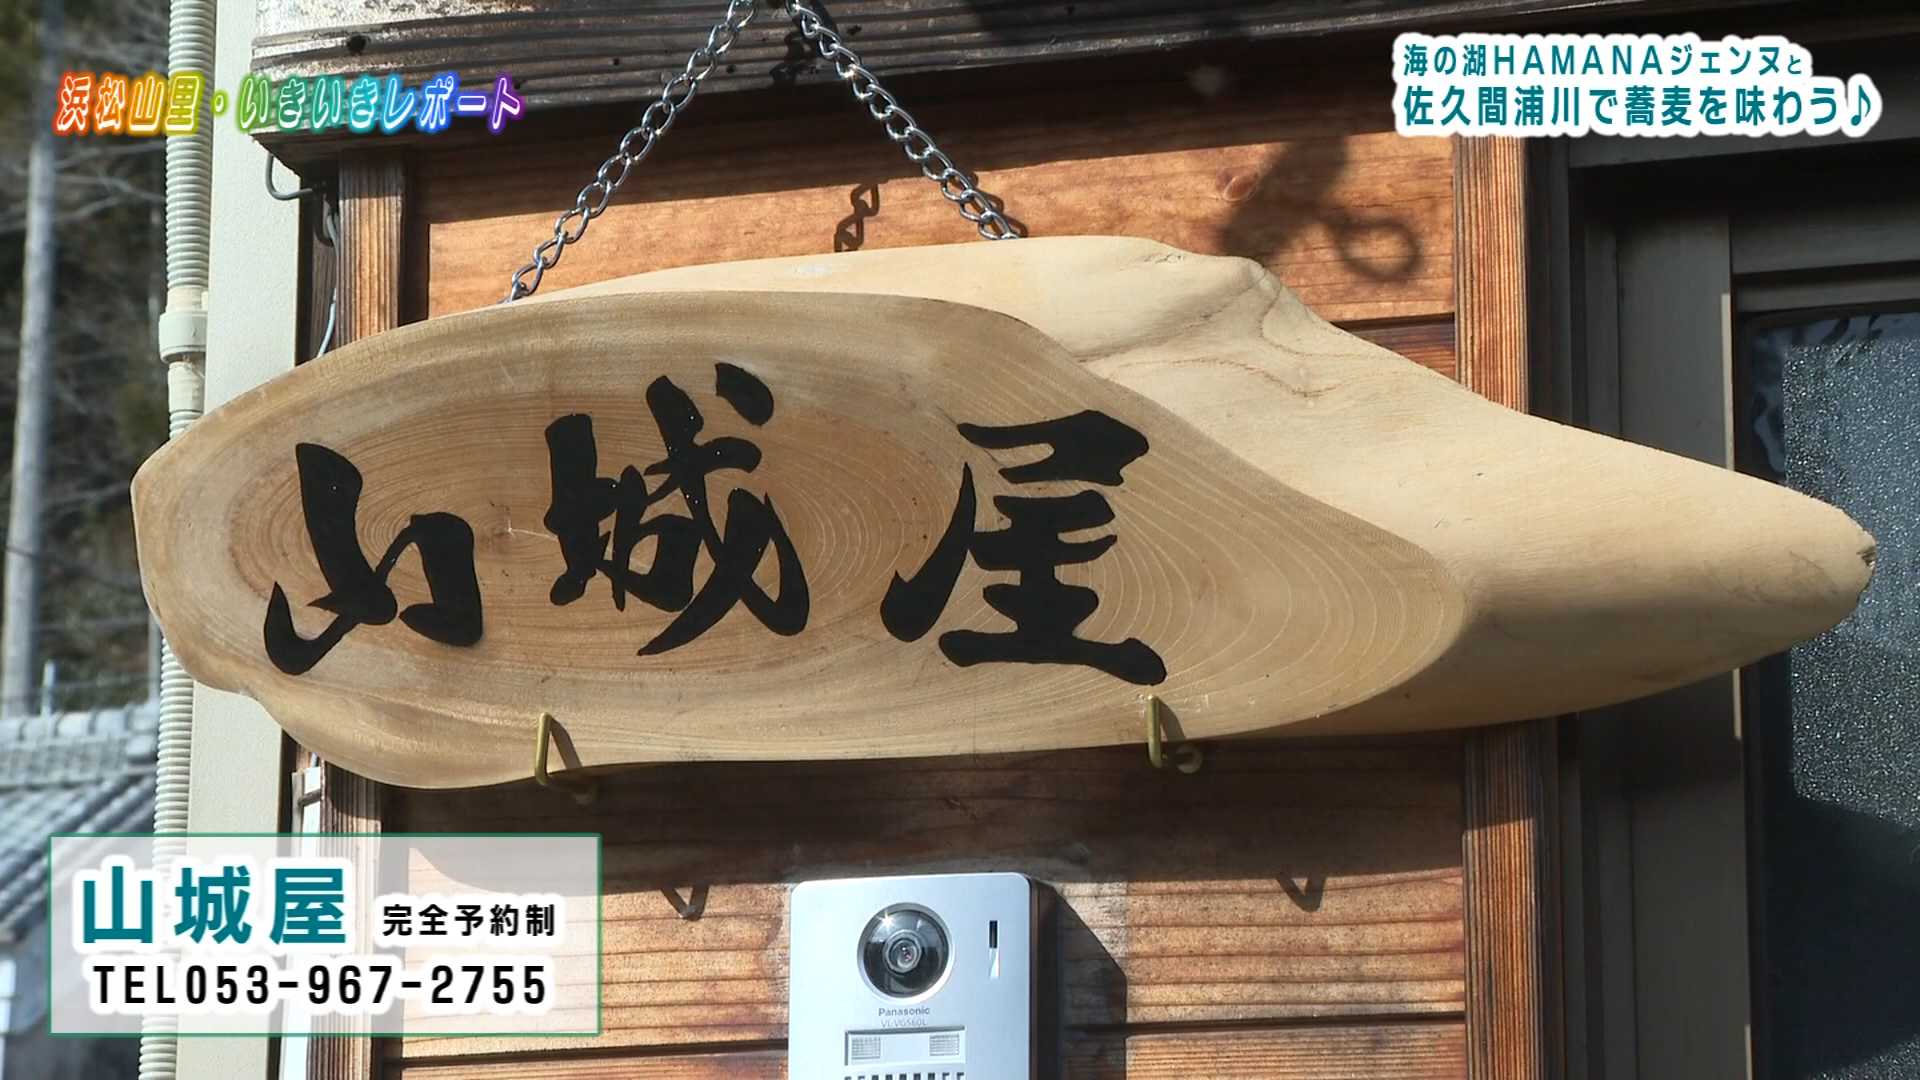 浜松山里・いきいきレポート
海の湖HAMANAジェンヌと
佐久間浦川で蕎麦を味わう♪
山城屋
山城屋 完全予約制
TEL053-967-2755
Panasonic
VL-VG560L